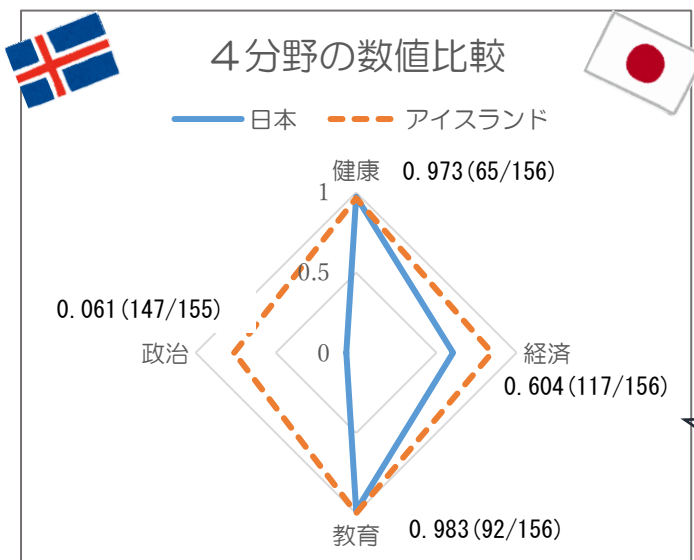 ４分野の数値比較
日本 アイスランド
健康 0.973(65/156)
1
0.5
0.061(147/155)
政治 0 経済
0.604(117/156)
教育 0.983(92/156)